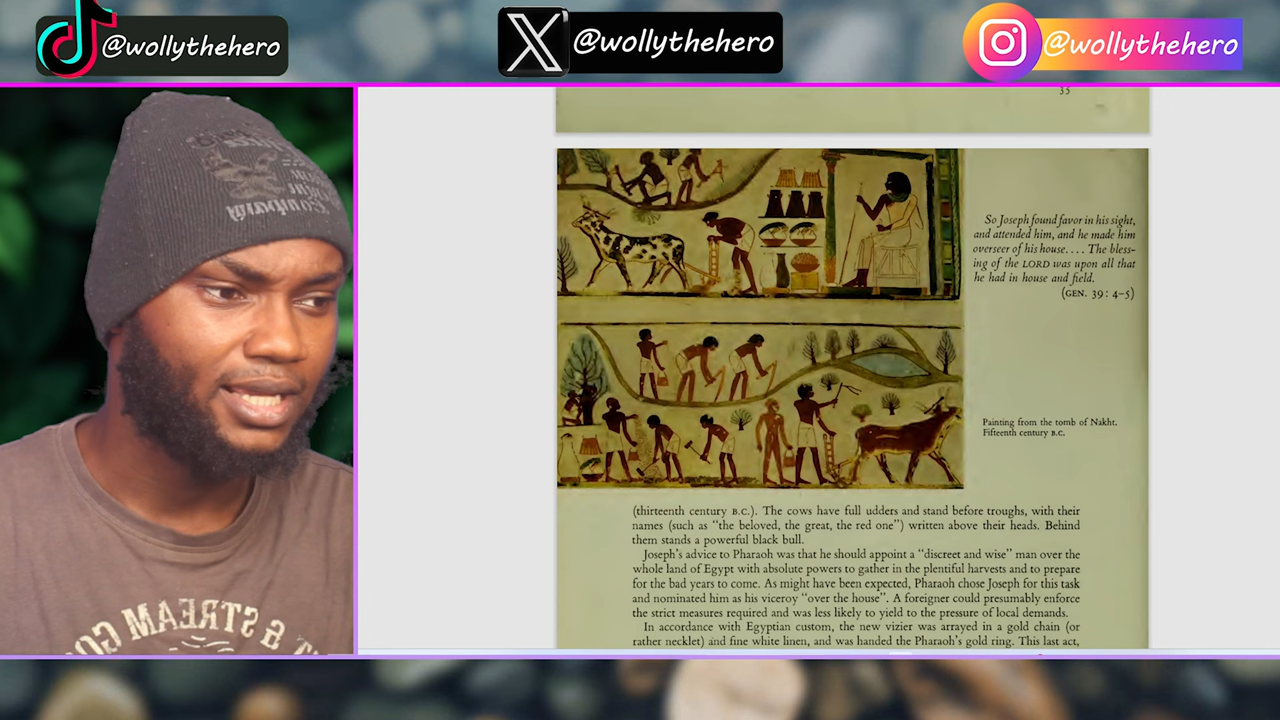 @wollythehero
@wollythehero
@wollythehero
35
So Joseph found favor in his sight,
and attended him, and he made him
overseer of his house. . . . The bless-
ing of the LORD was upon all that
he had in house and field.
(GEN. 39: 4–5)
Painting from the tomb of Nakht.
Fifteenth century B.C.
(thirteenth century B.C.). The cows have full udders and stand before troughs, with their
names (such as “the beloved, the great, the red one”) written above their heads. Behind
them stands a powerful black bull.
Joseph’s advice to Pharaoh was that he should appoint a “discreet and wise” man over the
whole land of Egypt with absolute powers to gather in the plentiful harvests and to prepare
for the bad years to come. As might have been expected, Pharaoh chose Joseph for this task
and nominated him as his viceroy “over the house”. A foreigner could presumably enforce
the strict measures required and was less likely to yield to the pressure of local demands.
In accordance with Egyptian custom, the new vizier was arrayed in a gold chain (or
rather necklet) and fine white linen, and was handed the Pharaoh’s gold ring. This last act,
& STREAM